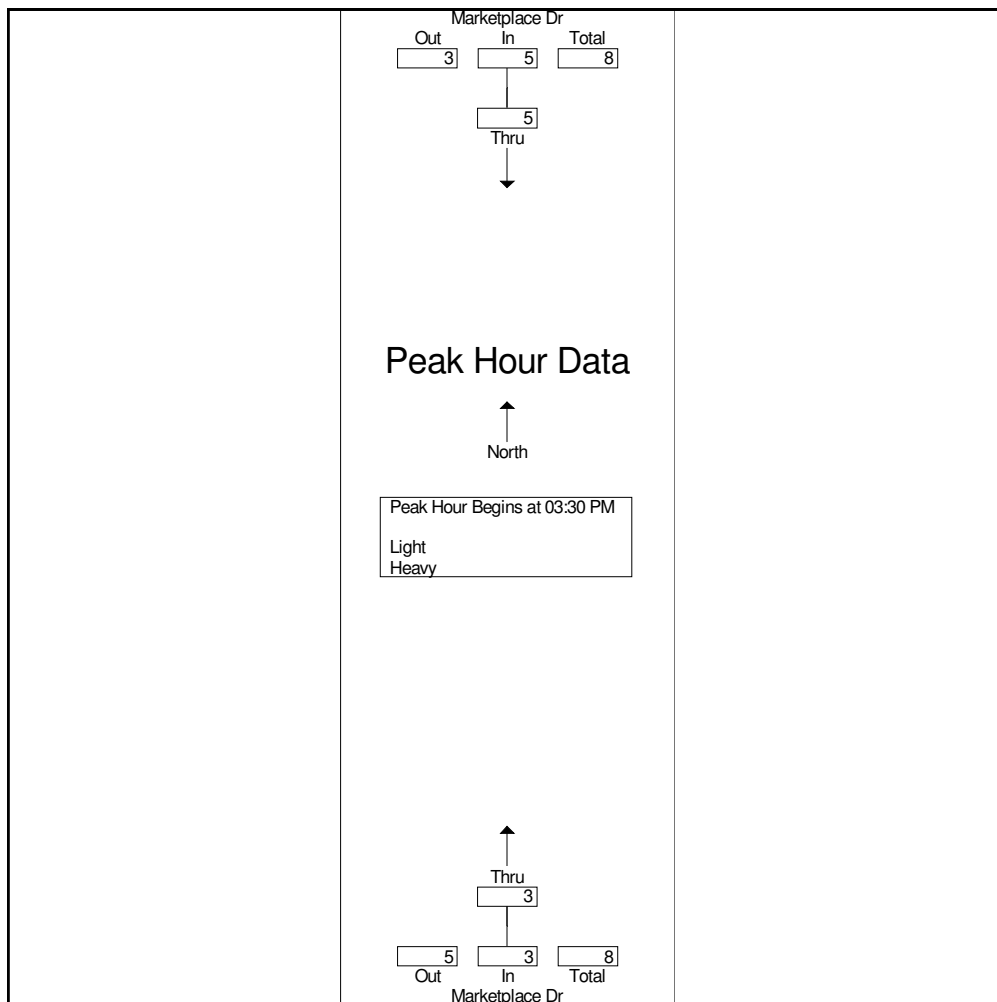 Marketplace Dr
Out In Total
3 5 8
5
Thru
Peak Hour Data
North
Peak Hour Begins at 03:30 PM
Light
Heavy
Thru
3
5 3 8
Out In Total
Marketplace Dr